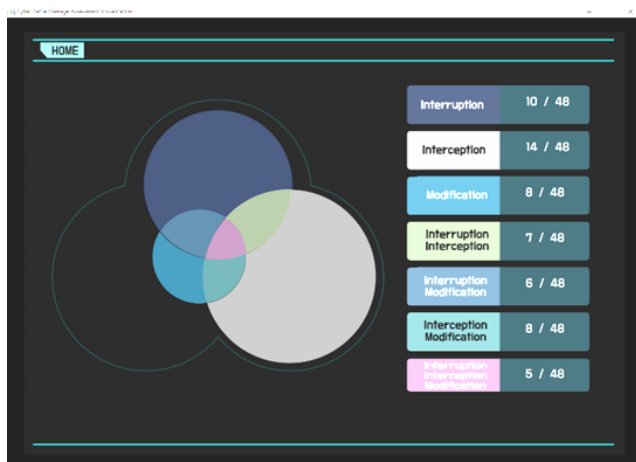 HOME
Interruption 10 / 48
Interception 14 / 48
Modification 8 / 48
Interruption
Interception 7 / 48
Interruption
Modification 6 / 48
Interception
Modification 8 / 48
Interruption
Interception
Modification 5 / 48